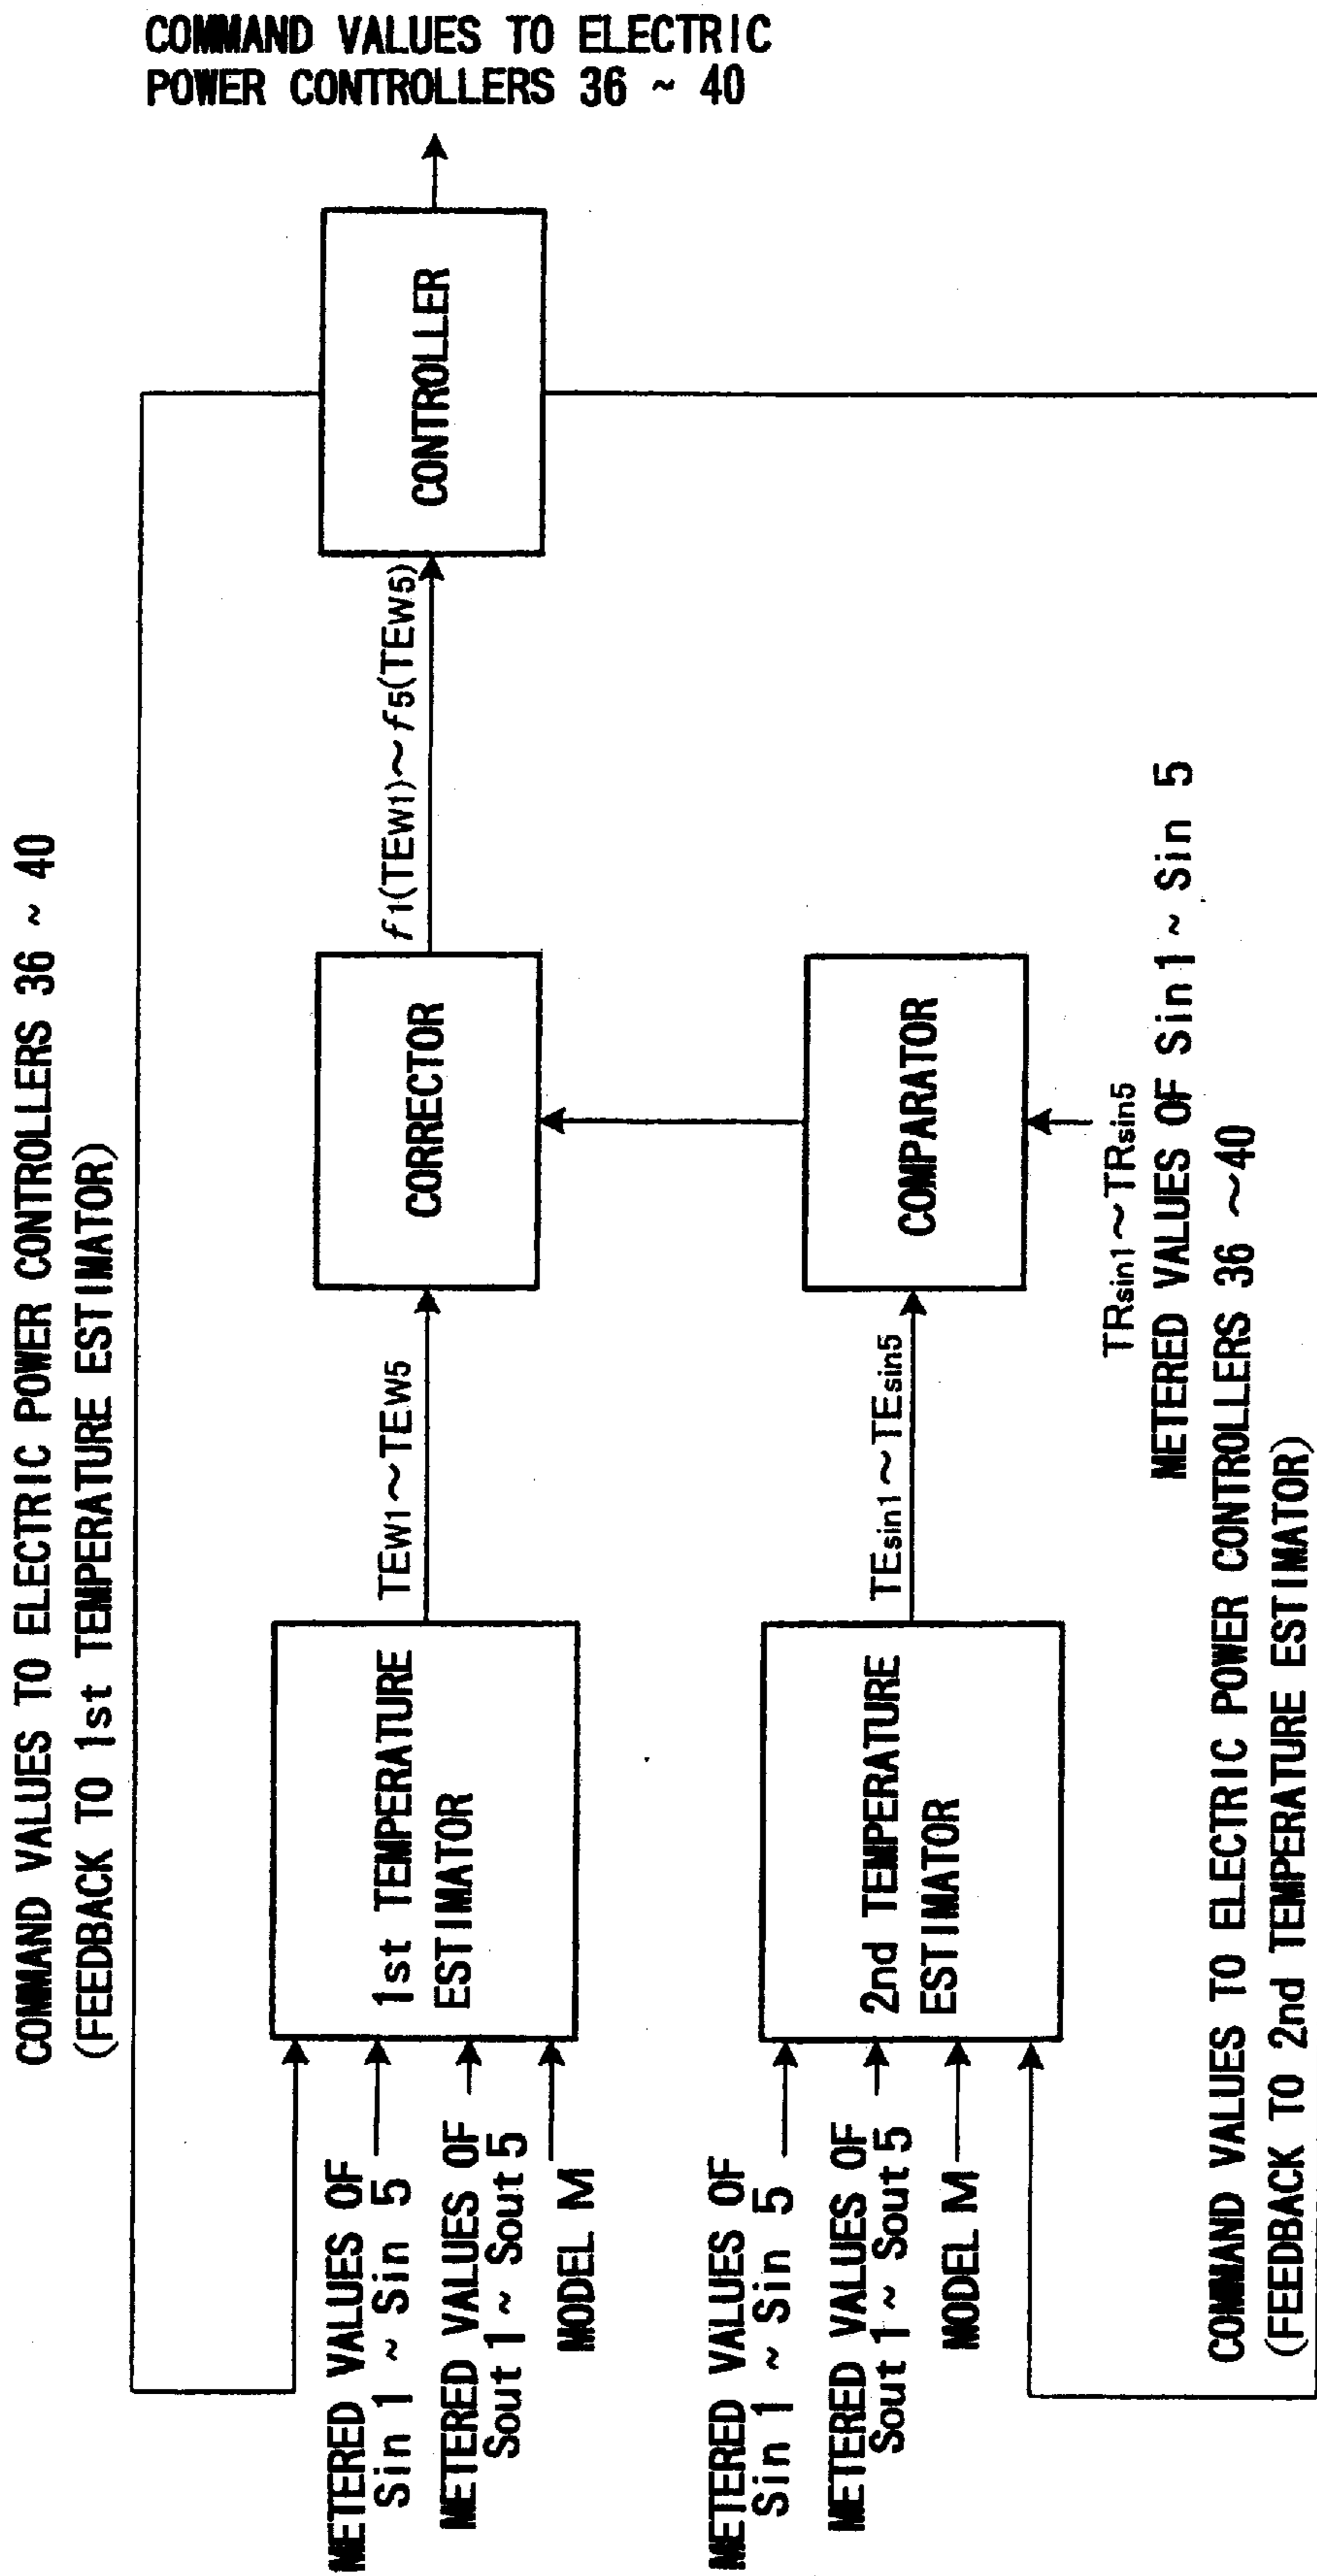 COMMAND VALUES TO ELECTRIC
POWER CONTROLLERS 36 ~ 40
COMMAND VALUES TO ELECTRIC POWER CONTROLLERS 36 ~ 40
(FEEDBACK TO 1st TEMPERATURE ESTIMATOR)
METERED VALUES OF
Sin 1 ~ Sin 5
METERED VALUES OF
Sout 1 ~ Sout 5
MODEL M
1st TEMPERATURE
ESTIMATOR
TEW1~TEW5
CORRECTOR
f1(TEW1)~f5(TEW5)
CONTROLLER
METERED VALUES OF
Sin 1 ~ Sin 5
METERED VALUES OF
Sout 1 ~ Sout 5
MODEL M
2nd TEMPERATURE
ESTIMATOR
TEsin1~TEsin5
COMPARATOR
TRsin1~TRsin5
METERED VALUES OF Sin1 ~ Sin 5
COMMAND VALUES TO ELECTRIC POWER CONTROLLERS 36 ~40
(FEEDBACK TO 2nd TEMPERATURE ESTIMATOR)